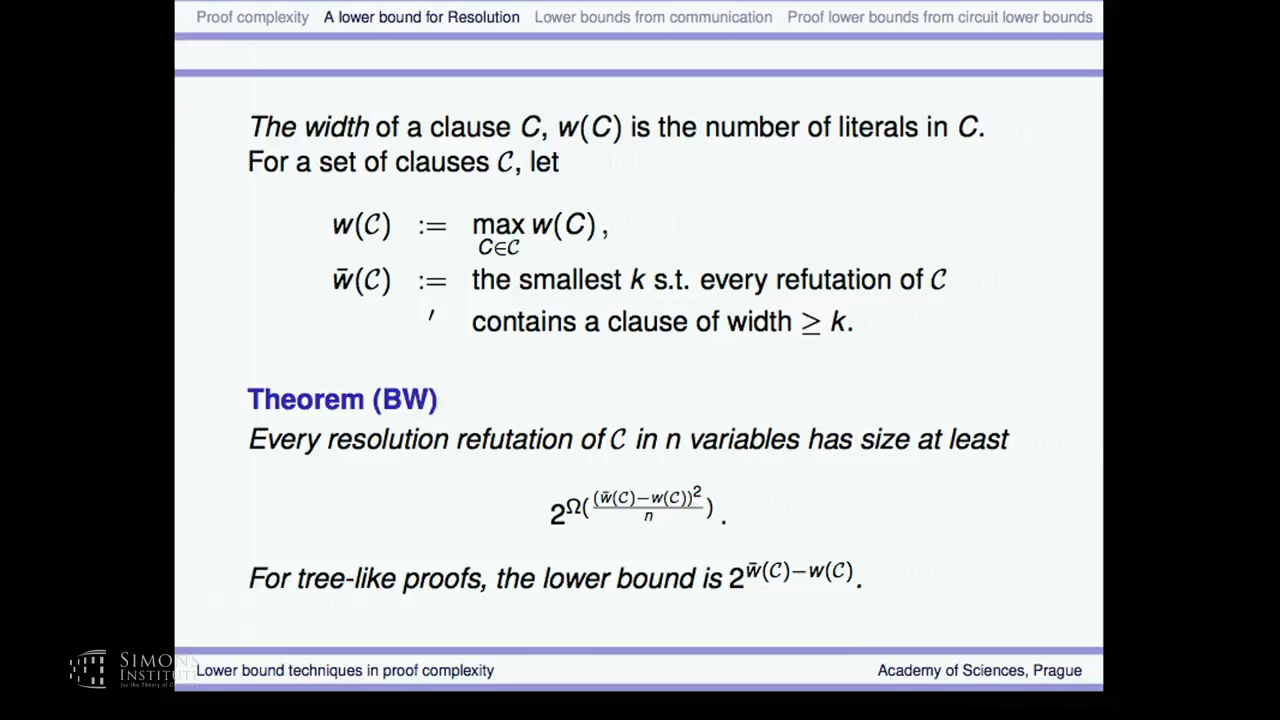 Proof complexity A lower bound for Resolution Lower bounds from communication Proof lower bounds from circuit lower bounds
The width of a clause C, w(C) is the number of literals in C.
For a set of clauses 𝒞, let
w(𝒞) := max_{C∈𝒞} w(C),
w̄(𝒞) := the smallest k s.t. every refutation of 𝒞
contains a clause of width ≥ k.
Theorem (BW)
Every resolution refutation of 𝒞 in n variables has size at least
2^{Ω((w̄(𝒞)−w(𝒞))^2/n)}.
For tree-like proofs, the lower bound is 2^{w̄(𝒞)−w(𝒞)}.
SIMONS
INSTITUTE
Lower bound techniques in proof complexity Academy of Sciences, Prague